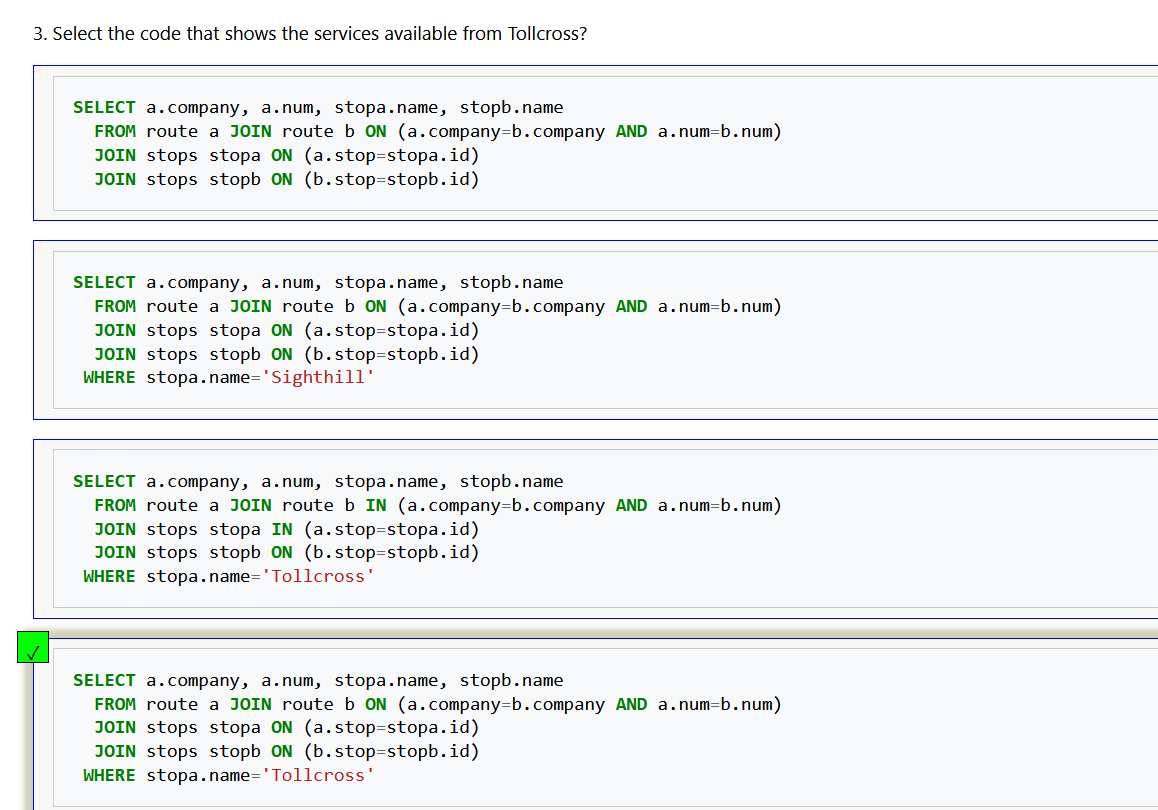 3. Select the code that shows the services available from Tollcross?
SELECT a.company, a.num, stopa.name, stopb.name
FROM route a JOIN route b ON (a.company=b.company AND a.num=b.num)
JOIN stops stopa ON (a.stop=stopa.id)
JOIN stops stopb ON (b.stop=stopb.id)
SELECT a.company, a.num, stopa.name, stopb.name
FROM route a JOIN route b ON (a.company=b.company AND a.num=b.num)
JOIN stops stopa ON (a.stop=stopa.id)
JOIN stops stopb ON (b.stop=stopb.id)
WHERE stopa.name='Sighthill'
SELECT a.company, a.num, stopa.name, stopb.name
FROM route a JOIN route b IN (a.company=b.company AND a.num=b.num)
JOIN stops stopa IN (a.stop=stopa.id)
JOIN stops stopb ON (b.stop=stopb.id)
WHERE stopa.name='Tollcross'
✓
SELECT a.company, a.num, stopa.name, stopb.name
FROM route a JOIN route b ON (a.company=b.company AND a.num=b.num)
JOIN stops stopa ON (a.stop=stopa.id)
JOIN stops stopb ON (b.stop=stopb.id)
WHERE stopa.name='Tollcross'